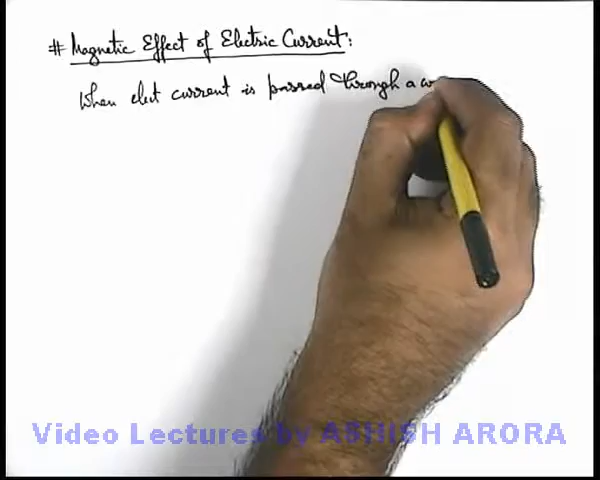 # Magnetic Effect of Electric Current:
When elect current is passed through a
Video Lectures by ASHISH ARORA